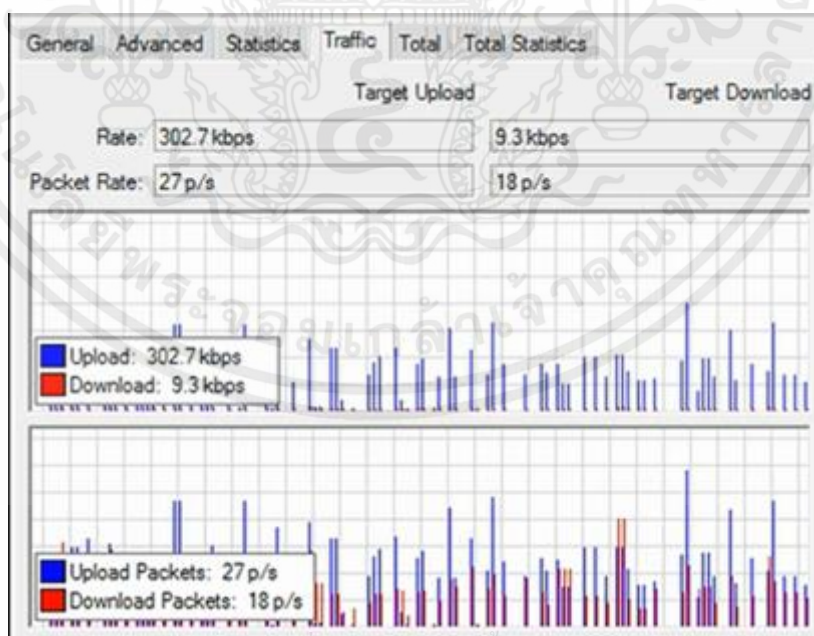 General Advanced Statistics Traffic Total Total Statistics
Target Upload Target Download
Rate: 302.7 kbps 9.3 kbps
Packet Rate: 27 p/s 18 p/s
Upload: 302.7 kbps
Download: 9.3 kbps
Upload Packets: 27 p/s
Download Packets: 18 p/s